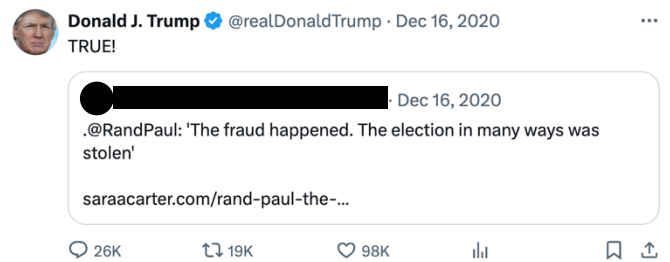 Donald J. Trump @realDonaldTrump · Dec 16, 2020
TRUE!
· Dec 16, 2020
.@RandPaul: 'The fraud happened. The election in many ways was
stolen'
saraacarter.com/rand-paul-the-...
26K 19K 98K